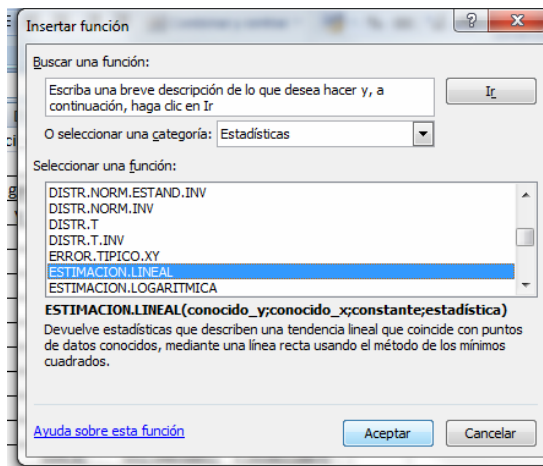 Insertar función
Buscar una función:
Escriba una breve descripción de lo que desea hacer y, a
continuación, haga clic en Ir
Ir
O seleccionar una categoría: Estadísticas
Seleccionar una función:
DISTR.NORM.ESTAND.INV
DISTR.NORM.INV
DISTR.T
DISTR.T.INV
ERROR.TIPICO.XY
ESTIMACION.LINEAL
ESTIMACION.LOGARITMICA
ESTIMACION.LINEAL(conocido_y;conocido_x;constante;estadística)
Devuelve estadísticas que describen una tendencia lineal que coincide con puntos
de datos conocidos, mediante una línea recta usando el método de los mínimos
cuadrados.
Ayuda sobre esta función
Aceptar
Cancelar